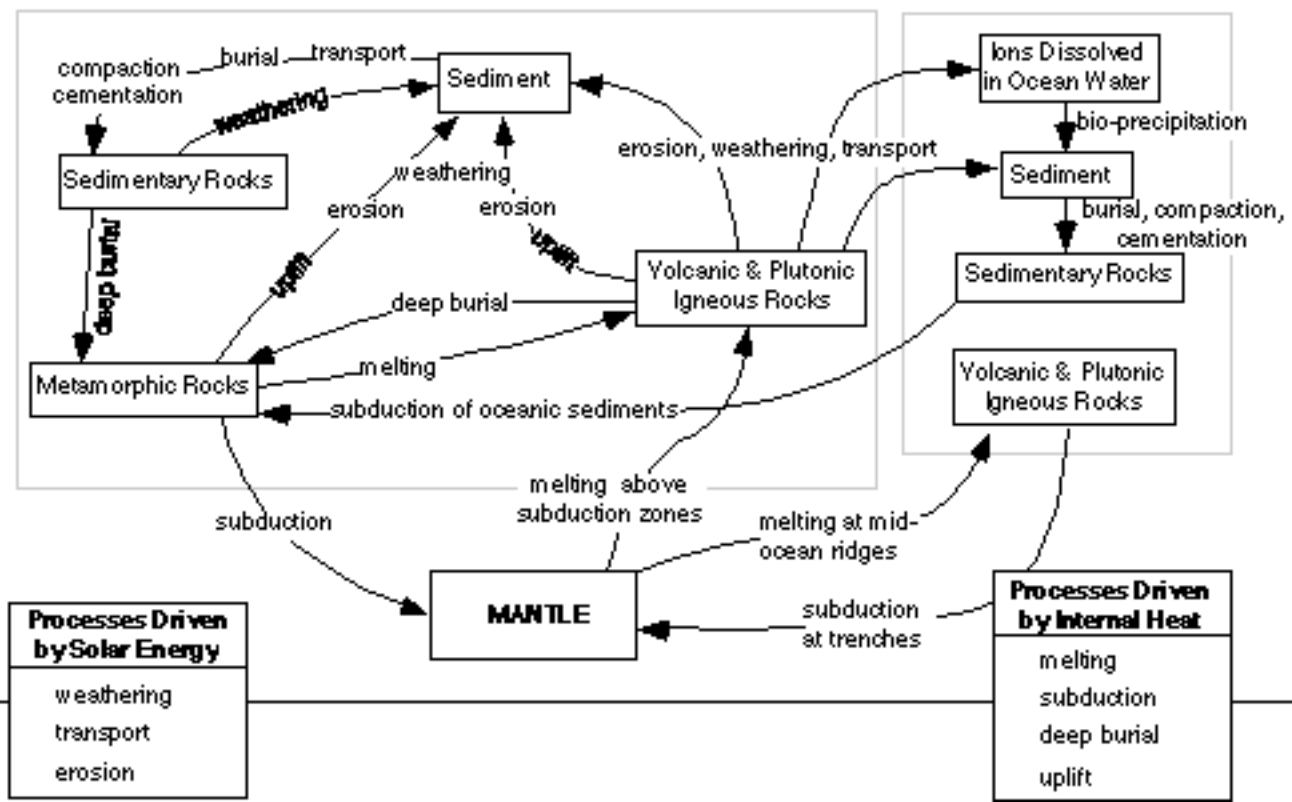 burial transport
compaction
cementation
Sediment
weathering
Sedimentary Rocks
weathering
erosion
erosion
deep burial
erosion, weathering, transport
Volcanic & Plutonic
Igneous Rocks
deep burial
melting
Metamorphic Rocks
subduction of oceanic sediments
Ions Dissolved
in Ocean Water
bio-precipitation
Sediment
burial, compaction,
cementation
Sedimentary Rocks
Volcanic & Plutonic
Igneous Rocks
subduction
melting above
subduction zones
melting at mid-
ocean ridges
MANTLE
subduction
at trenches
Processes Driven
by Solar Energy
weathering
transport
erosion
Processes Driven
by Internal Heat
melting
subduction
deep burial
uplift